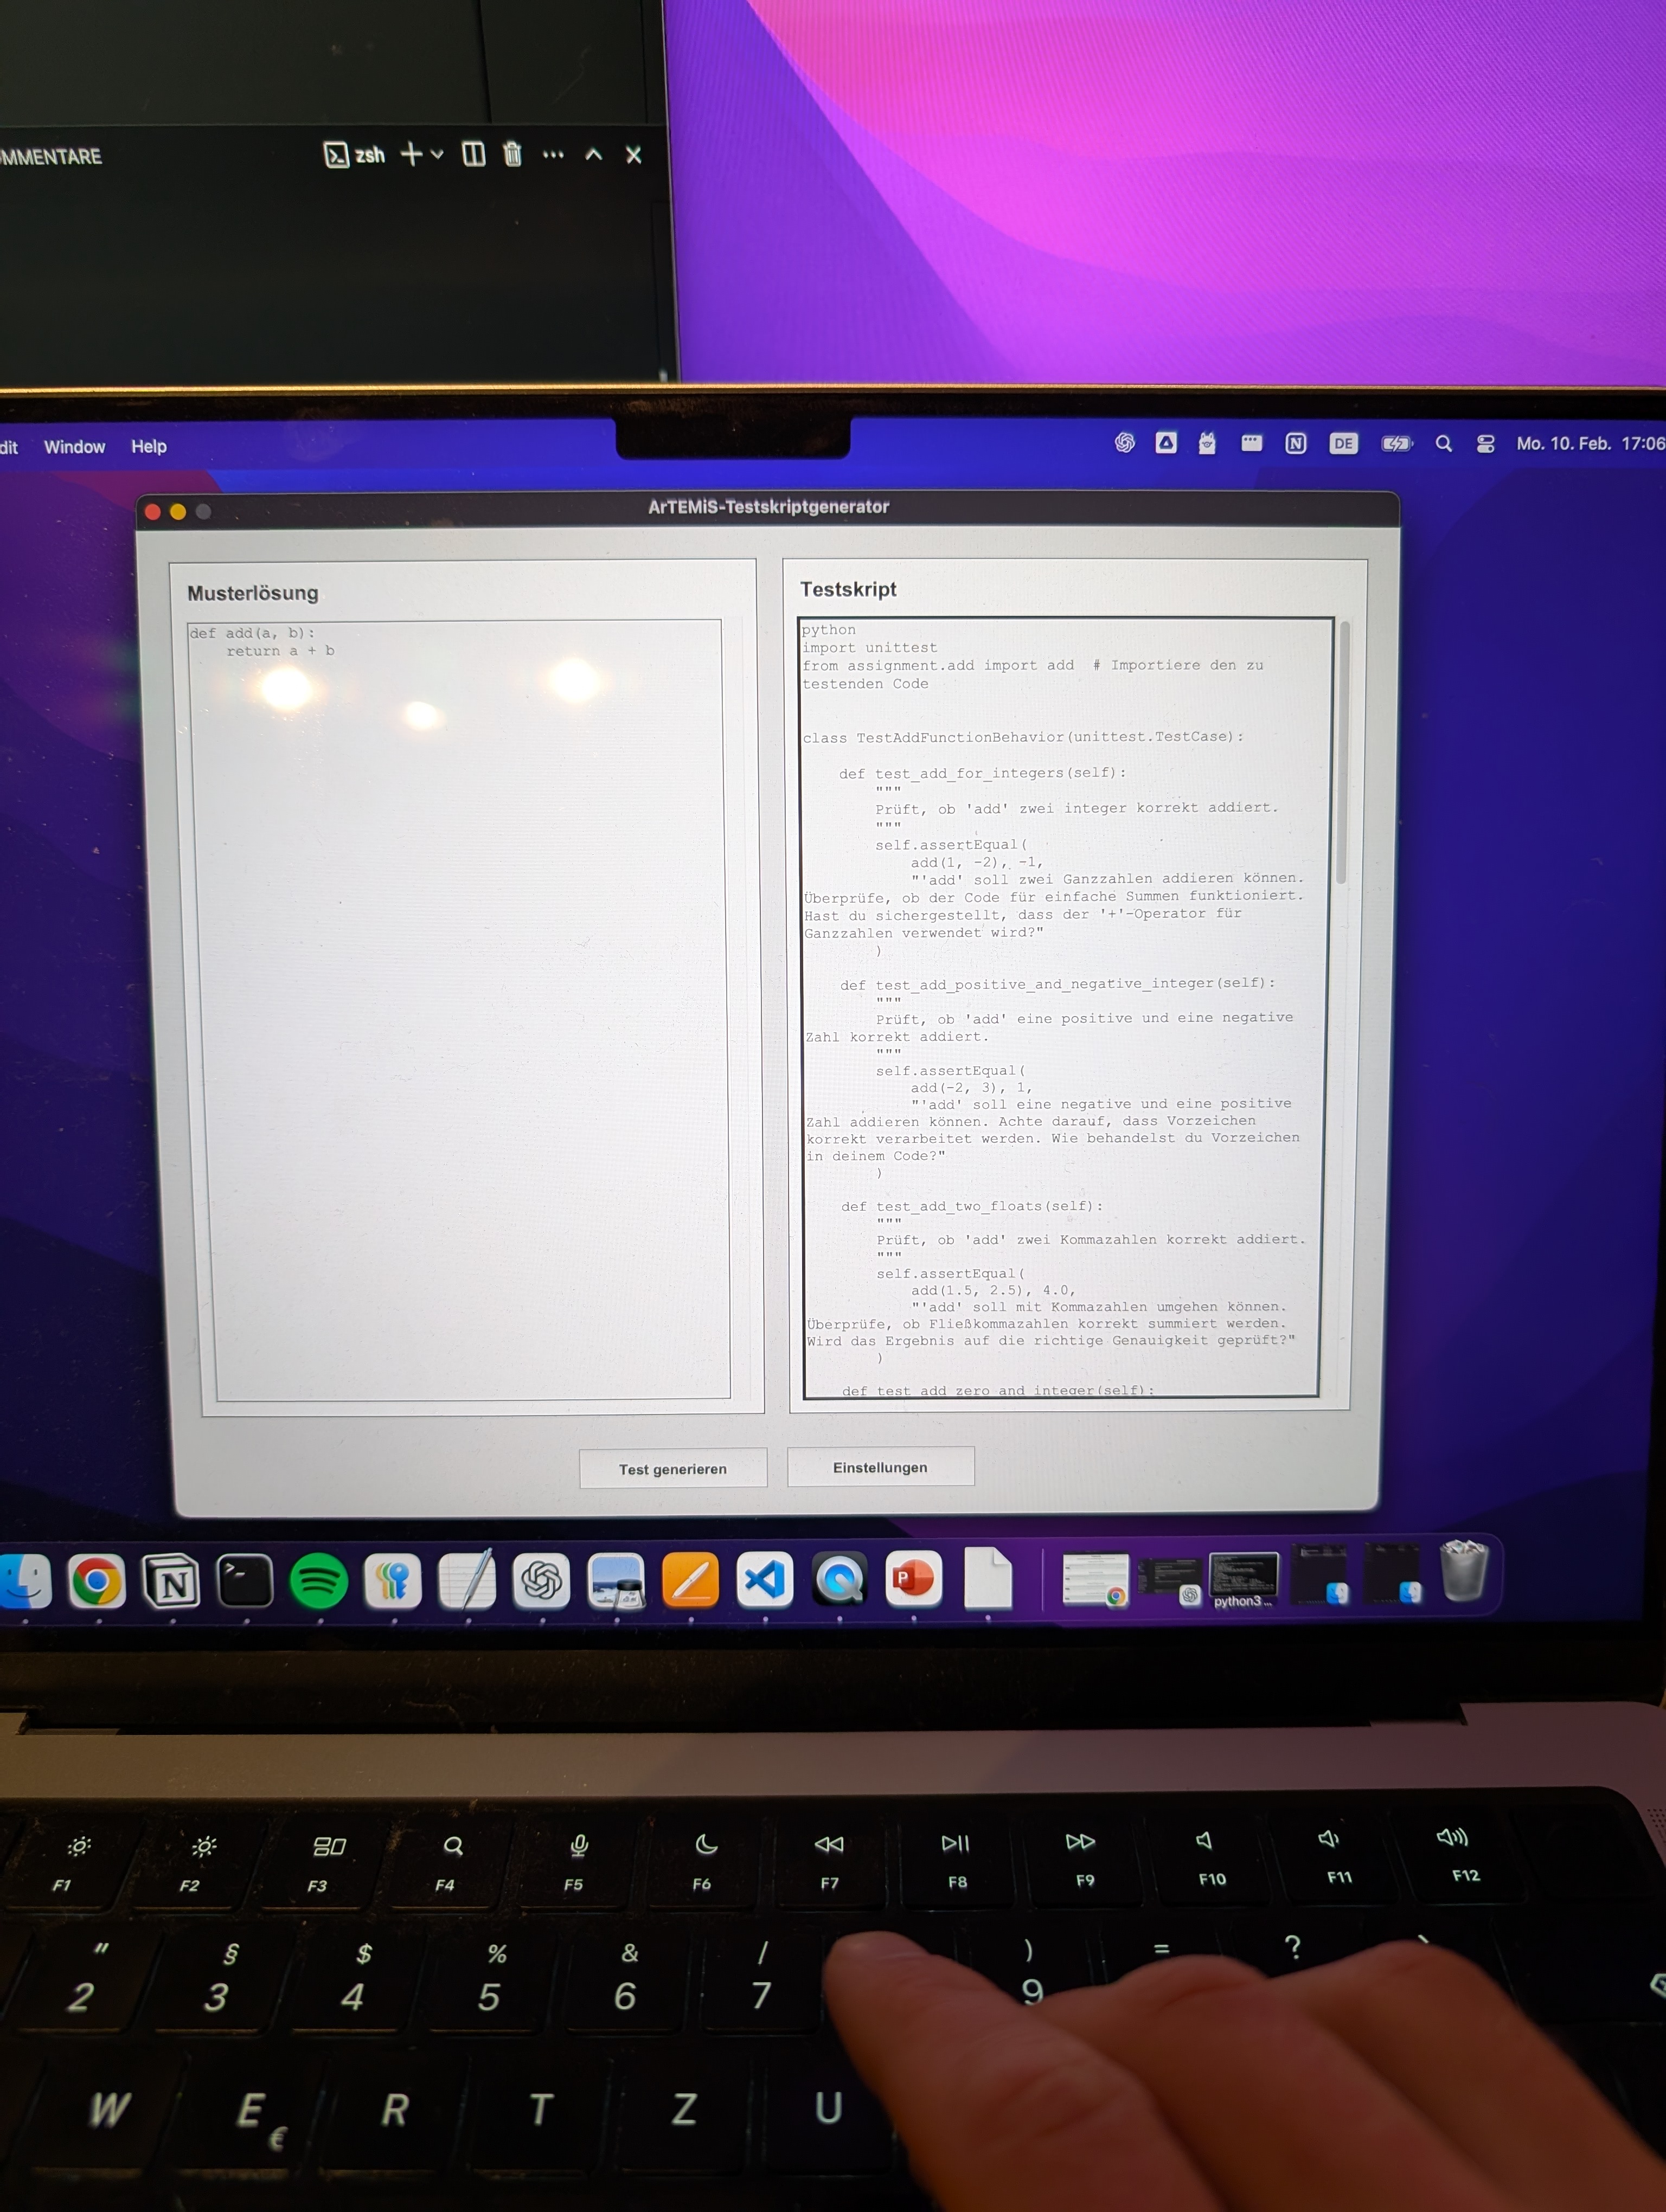 MMENTARE
zsh
dit Window Help
DE
Mo. 10. Feb. 17:06
ArTEMiS-Testskriptgenerator
Musterlösung
def add(a, b):
    return a + b
Testskript
python
import unittest
from assignment.add import add  # Importiere den zu
testenden Code
class TestAddFunctionBehavior(unittest.TestCase):
    def test_add_for_integers(self):
        """
        Prüft, ob 'add' zwei integer korrekt addiert.
        """
        self.assertEqual(
            add(1, -2), -1,
            "'add' soll zwei Ganzzahlen addieren können.
Überprüfe, ob der Code für einfache Summen funktioniert.
Hast du sichergestellt, dass der '+'-Operator für
Ganzzahlen verwendet wird?"
        )
    def test_add_positive_and_negative_integer(self):
        """
        Prüft, ob 'add' eine positive und eine negative
Zahl korrekt addiert.
        """
        self.assertEqual(
            add(-2, 3), 1,
            "'add' soll eine negative und eine positive
Zahl addieren können. Achte darauf, dass Vorzeichen
korrekt verarbeitet werden. Wie behandelst du Vorzeichen
in deinem Code?"
        )
    def test_add_two_floats(self):
        """
        Prüft, ob 'add' zwei Kommazahlen korrekt addiert.
        """
        self.assertEqual(
            add(1.5, 2.5), 4.0,
            "'add' soll mit Kommazahlen umgehen können.
Überprüfe, ob Fließkommazahlen korrekt summiert werden.
Wird das Ergebnis auf die richtige Genauigkeit geprüft?"
        )
    def test_add_zero_and_integer(self):
Test generieren
Einstellungen
python3 ...
F1 F2 F3 F4 F5 F6 F7 F8 F9 F10 F11 F12
" § $ % & / ) = ?
2 3 4 5 6 7 9
W E R T Z U
€